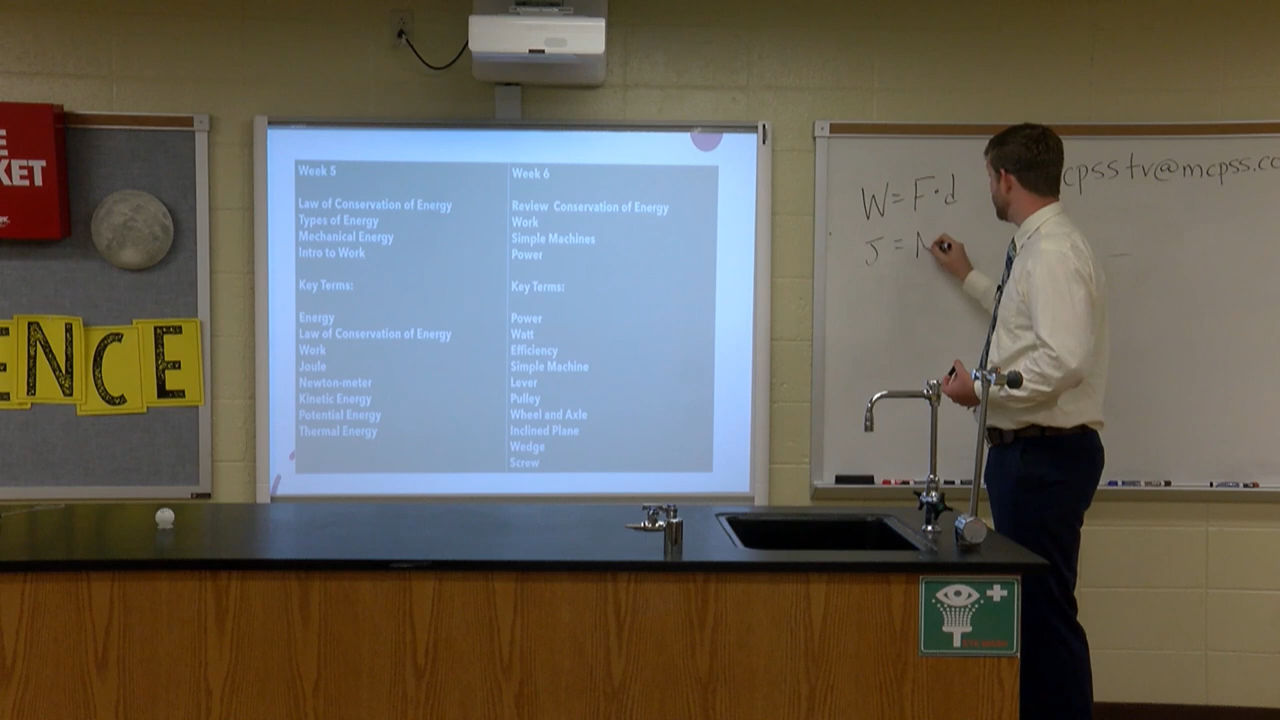 KET
ENCE
Week 5
Law of Conservation of Energy
Types of Energy
Mechanical Energy
Intro to Work
Key Terms:
Energy
Law of Conservation of Energy
Work
Joule
Newton-meter
Kinetic Energy
Potential Energy
Thermal Energy
Week 6
Review Conservation of Energy
Work
Simple Machines
Power
Key Terms:
Power
Watt
Efficiency
Simple Machine
Lever
Pulley
Wheel and Axle
Inclined Plane
Wedge
Screw
W = F · d
J = N
cpsstv@mcpss.co